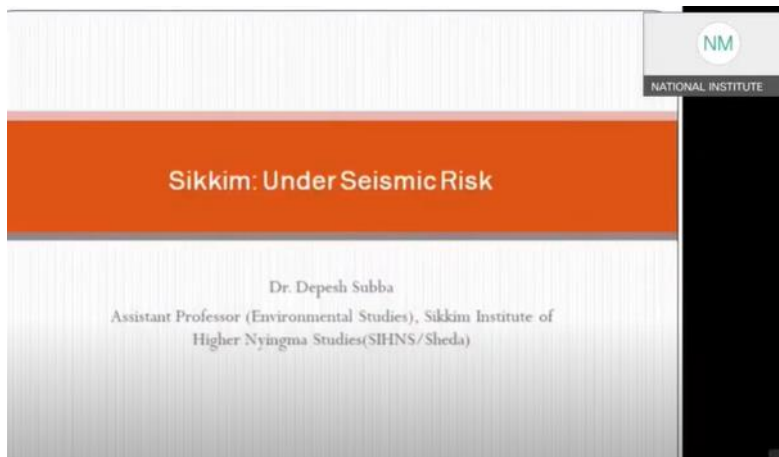 NM
NATIONAL INSTITUTE
Sikkim: Under Seismic Risk
Dr. Depesh Subba
Assistant Professor (Environmental Studies), Sikkim Institute of
Higher Nyingma Studies(SIHNS/Sheda)